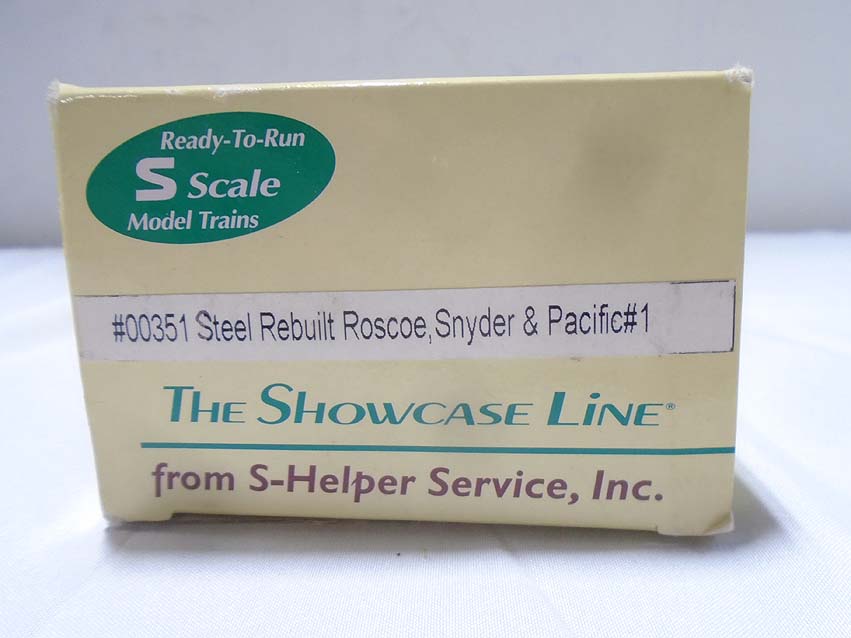 Ready-To-Run
S Scale
Model Trains
#00351 Steel Rebuilt Roscoe,Snyder & Pacific#1
THE SHOWCASE LINE®
from S-Helper Service, Inc.